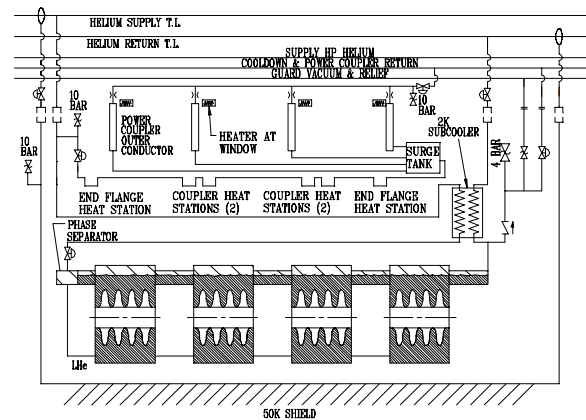 HELIUM SUPPLY T.L.
HELIUM RETURN T.L.
SUPPLY HP HELIUM
COOLDOWN & POWER COUPLER RETURN
GUARD VACUUM & RELIEF
10
BAR
10
BAR
10
BAR
POWER
COUPLER
OUTER
CONDUCTOR
HEATER AT
WINDOW
2K
SUBCOOLER
SURGE
TANK
4 BAR
END FLANGE
HEAT STATION
COUPLER HEAT
STATIONS (2)
COUPLER HEAT
STATIONS (2)
END FLANGE
HEAT STATION
PHASE
SEPARATOR
LHe
50K SHIELD